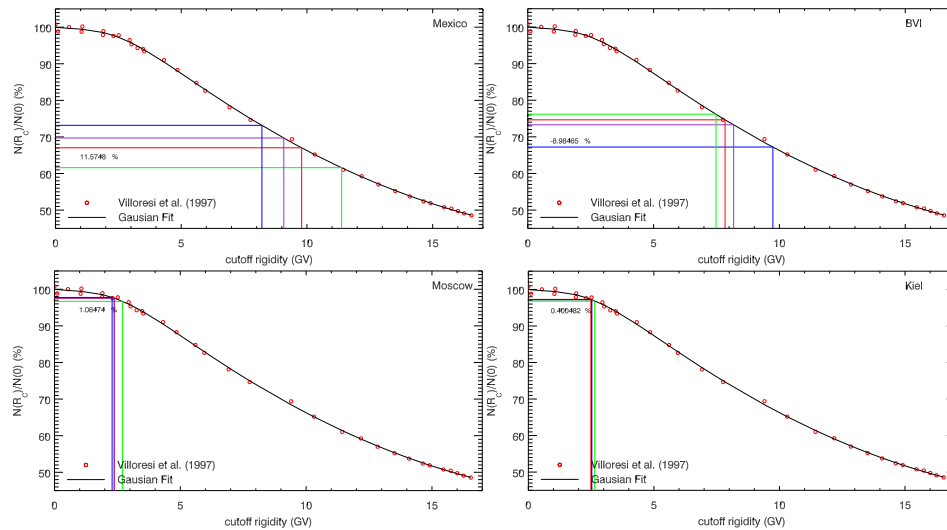 Mexico
N(R_C)/N(0) (%)
100
90
80
70
60
50
11.5748 %
Villoresi et al. (1997)
Gausian Fit
0 5 10 15
cutoff rigidity (GV)
BVI
N(R_C)/N(0) (%)
100
90
80
70
60
50
-8.98465 %
Villoresi et al. (1997)
Gausian Fit
0 5 10 15
cutoff rigidity (GV)
Moscow
N(R_C)/N(0) (%)
100
90
80
70
60
50
1.06474 %
Villoresi et al. (1997)
Gausian Fit
0 5 10 15
cutoff rigidity (GV)
Kiel
N(R_C)/N(0) (%)
100
90
80
70
60
50
0.400482 %
Villoresi et al. (1997)
Gausian Fit
0 5 10 15
cutoff rigidity (GV)